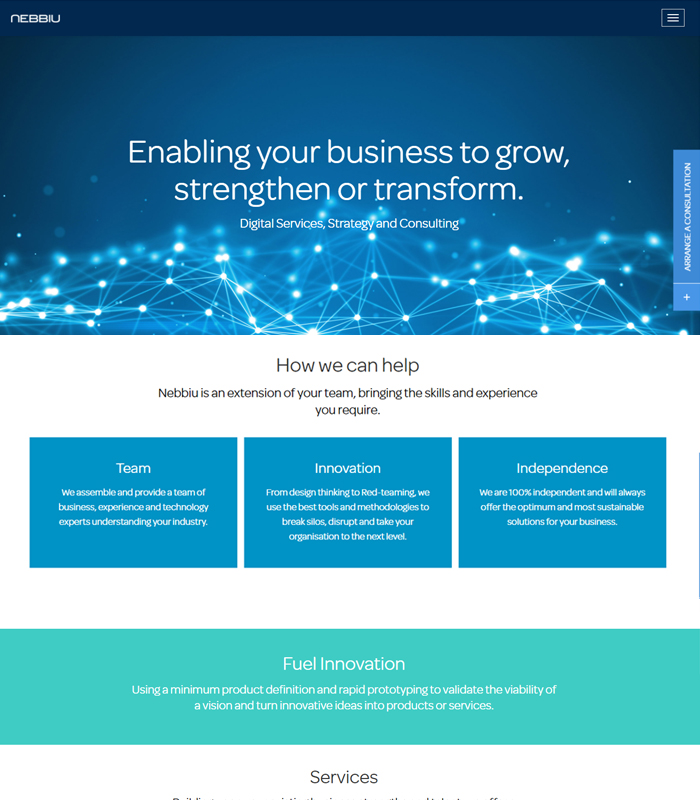 NEBBIU
Enabling your business to grow,
strengthen or transform.
Digital Services, Strategy and Consulting
ARRANGE A CONSULTATION
+
How we can help
Nebbiu is an extension of your team, bringing the skills and experience
you require.
Team
We assemble and provide a team of
business, experience and technology
experts understanding your industry.
Innovation
From design thinking to Red-teaming, we
use the best tools and methodologies to
break silos, disrupt and take your
organisation to the next level.
Independence
We are 100% independent and will always
offer the optimum and most sustainable
solutions for your business.
Fuel Innovation
Using a minimum product definition and rapid prototyping to validate the viability of
a vision and turn innovative ideas into products or services.
Services